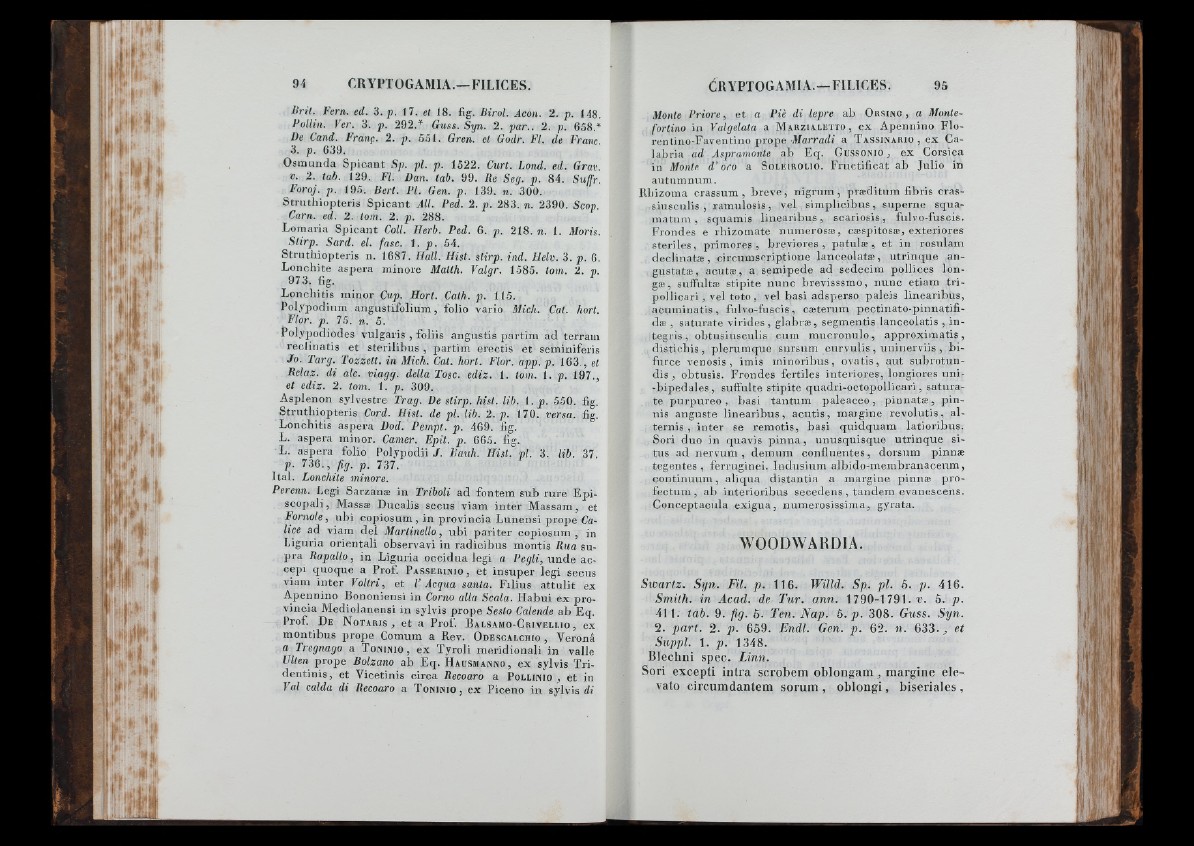 94 CRYPTOGAMIA.—FILICES.
Brit. Fern. ed. 3. p. 17. et 18. fig. Birol. Acon. 2. p. 148.
Pollin. Ver. 3. p. 292.* Guss. Syn. 2. par.. 2. p. 658.*
De Cand. Franç. 2. p. 551. Gren. et Godr. Fl. de Franc.
3. p. 639.
Osmunda Spicant Sp. pl. p. 1522. Curt. Lond. ed. Grav.
v. 2. tab. 129. Fl. Dan. tab. 99. Re Seg. p. 84. Suffr.
Foroj. p. 195. Bert. Pl. Gen. p. 139. n. 300.
Struthiopteris Spicant All. Ped. 2. p. 283. n. 2390. Scop.
Carn. ed. 2. tom. 2. p. 288.
Lomaria Spicant Coll. Herb. Ped. 6. p. 218. n. 1. Moris.
Stirp. Sard. el. fasc. 1. p. 54.
Struthiopteris n. 1687. Hall. Hist. stirp. ind. Helv. 3. p. 6.
Lonchite aspera minore Matth. Valgr. 1585. tom. 2. p.
973. fig.
Lonchitis minor Cup. Hort. Cath. p. 115.
Polypodium angustifolium, folio vario Mich. Cat. hort.
Flor. p. 75. n. 5.
Polypodiodes vulgaris, foliis angustis partim ad terram
reclinatis et sterilibus, partim erectis et seminiferis
Jo. Targ. Tozzett. in Mich. Cat. hort. Flor. app. p. 163., et
Relaz. di alc. viagg. della Tosc. ediz. 1. tom. 1. p. 197.,
et ediz. 2. tom. 1. p. 309.
Asplenon sylvestre Trag. De stirp. hist. lib. 1. p. 550. fig.
Struthiopteris Cord. Hist. de pl. lib. 2. p. 170. versa. fig.
Lonchitis aspera Dod. Pempt. p. 469. fig.
L. aspera minor. Camer. Epit. p. 665. fig.
L. aspera folio Polypodii J. Bauh. Hist. pl. 3. lib. 37.
p. 736., fig. p. 737.
Ital. Lonchite minore.
Perenn. Legi Sarzanæ in Triboli ad fontem sub rure Epi-
scopali, Massæ Ducalis secus viam inter Massam, et
Fornole, ubi copiosum, in provincia Lunensi prope Ca-
lice ad viam del Martinello, ubi pariter copiosum, in
Liguria orientali observavi in radicibus montis Rua su-
pra Rapallo, in Liguria occidua legi a Pegli, unde ac-
cepi quoque a Prof. PASSERINIO, et insuper legi secus
viam inter Voltri, et l'Acqua santa. Filius attulit ex
Apennino Bononiensi in Corno alla Scala. Habui ex pro-
vincia Mediolanensi in sylvis prope Sesto Calende ab Eq.
Prof. DE NOTARIS, et a Prof. BALSAMO-CRIVELLIO, ex
montibus prope Comum a Rev. ODESCALCHIO, Veronâ
a Tregnago a TONINIO, ex Tyroli meridionali in valle
Ulten prope Bolzano ab Eq. HAUSMANNO, ex sylvis Tri-
dentinis, et Vicetinis circa Recoaro a POLLINIO, et in
Val calda di Recoaro a TONINIO, ex Piceno in sylvis di
CRYPTOGAMIA.—FILICES. 95
Monte Priore, et a Piè di lepre ab ORSINO, a Monte-
fortino in Valgelata a MARZIALETTO, ex Apennino Flo-
rentino-Faventino prope Marradi a TASSINARIO, ex Ca-
labria ad Aspramonte ab Eq. GUSSONIO, ex Corsica
in Monte d'oro a SOLEIROLIO. Fructificat ab Julio in
autumnum.
Rhizoma crassum, breve, nigrum, præditum fibris cras-
siusculis, ramulosis, vel simplicibus, superne squa-
matum, squamis linearibus, scariosis, fulvo-fuscis.
Frondes e rhizomate numerosæ, cæspitosæ, exteriores
steriles, primores, breviores, patulæ, et in rosulam
declinatæ, circumscriptione lanceolatæ, utrinque an-
gustatæ, acutæ, a semipede ad sedecim pollices lon-
gæ, suffultæ stipite nunc brevisssmo, nunc etiam tri-
pollicari, vel toto, vel basi adsperso paleis linearibus,
acuminatis, fulvo-fuscis, cæterum pectinato-pinnatifi-
dæ, saturate virides, glabræ, segmentis lanceolatis, in-
tegris, obtusiusculis cum mucronulo, approximatis,
distichis, plerumque sursum curvulis, uninerviis, bi-
furce venosis, imis minoribus, ovatis, aut subrotun-
dis, obtusis. Frondes fertiles interiores, longiores uni-
-bipedales, suffulte stipite quadri-octopollicari, satura-
te purpureo, basi tantum paleaceo, pinnatæ, pin-
nis anguste linearibus, acutis, margine revolutis, al-
ternis, inter se remotis, basi quidquam latioribus.
Sori duo in quavis pinna, unusquisque utrinque si-
tus ad nervum, demum confluentes, dorsum pinnæ
tegentes, ferruginei. Indusium albido-membranaceum,
continuum, aliqua distantia a margine pinnæ pro-
fectum, ab interioribus secedens, tandem evanescens.
Conceptacula exigua, numerosissima, gyrata.
WOODWARDIA.
Swartz. Syn. Fil. p. 116. Willd. Sp. pl. 5. p. 416.
Smith. in Acad. de Tur. ann. 1790-1791. v. 5. p.
411. tab. 9. fig. 5. Ten. Nap. 5. p. 308. Guss. Syn.
2. part. 2. p. 659. Endl. Gen. p. 62. n. 633., et
Suppl. 1. p. 1348.
Blechni spec. Linn.
Sori excepti intra scrobem oblongam, margine ele-
vato circumdantem sorum, oblongi, biseriales,